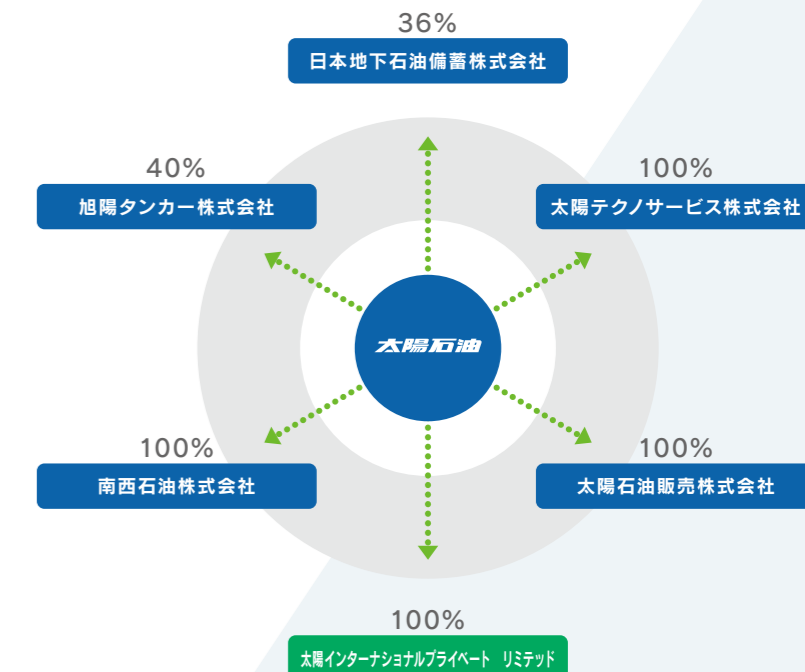 36%
日本地下石油備蓄株式会社
40%
旭陽タンカー株式会社
100%
太陽テクノサービス株式会社
太陽石油
100%
南西石油株式会社
100%
太陽石油販売株式会社
100%
太陽インターナショナルプライベート リミテッド